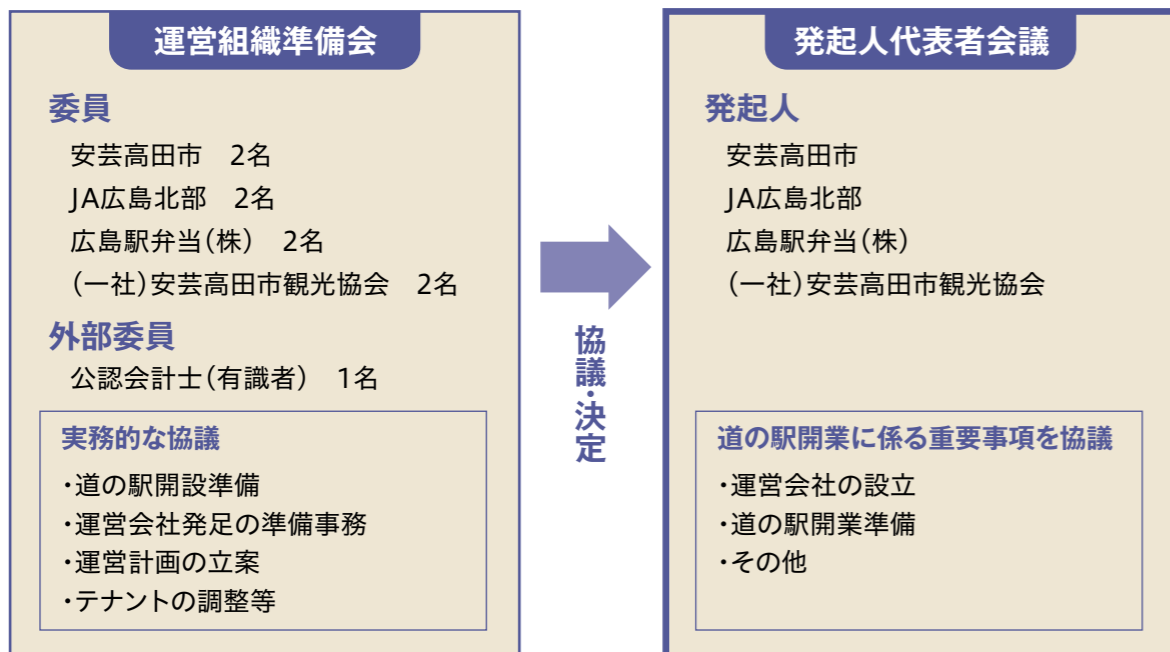 運営組織準備会
委員
安芸高田市　2名
JA広島北部　2名
広島駅弁当(株)　2名
(一社)安芸高田市観光協会　2名
外部委員
公認会計士(有識者)　1名
実務的な協議
・道の駅開設準備
・運営会社発足の準備事務
・運営計画の立案
・テナントの調整等
協議・決定
発起人代表者会議
発起人
安芸高田市
JA広島北部
広島駅弁当(株)
(一社)安芸高田市観光協会
道の駅開業に係る重要事項を協議
・運営会社の設立
・道の駅開業準備
・その他